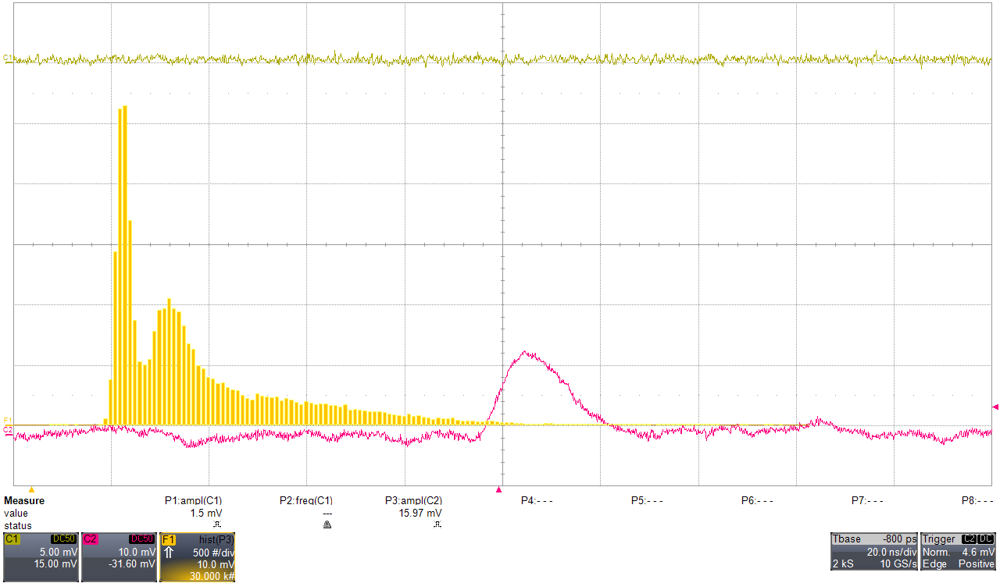 C1
F1
C2
Measure P1:ampl(C1) P2:freq(C1) P3:ampl(C2) P4:- - - P5:- - - P6:- - - P7:- - - P8:- - -
value 1.5 mV --- 15.97 mV
status
C1 DC50
5.00 mV
15.00 mV
C2 DC50
10.0 mV
-31.60 mV
F1 hist(P3)
500 #/div
10.0 mV
30.000 k#
Tbase -800 ps
20.0 ns/div
2 kS 10 GS/s
Trigger C2 DC
Norm. 4.6 mV
Edge Positive